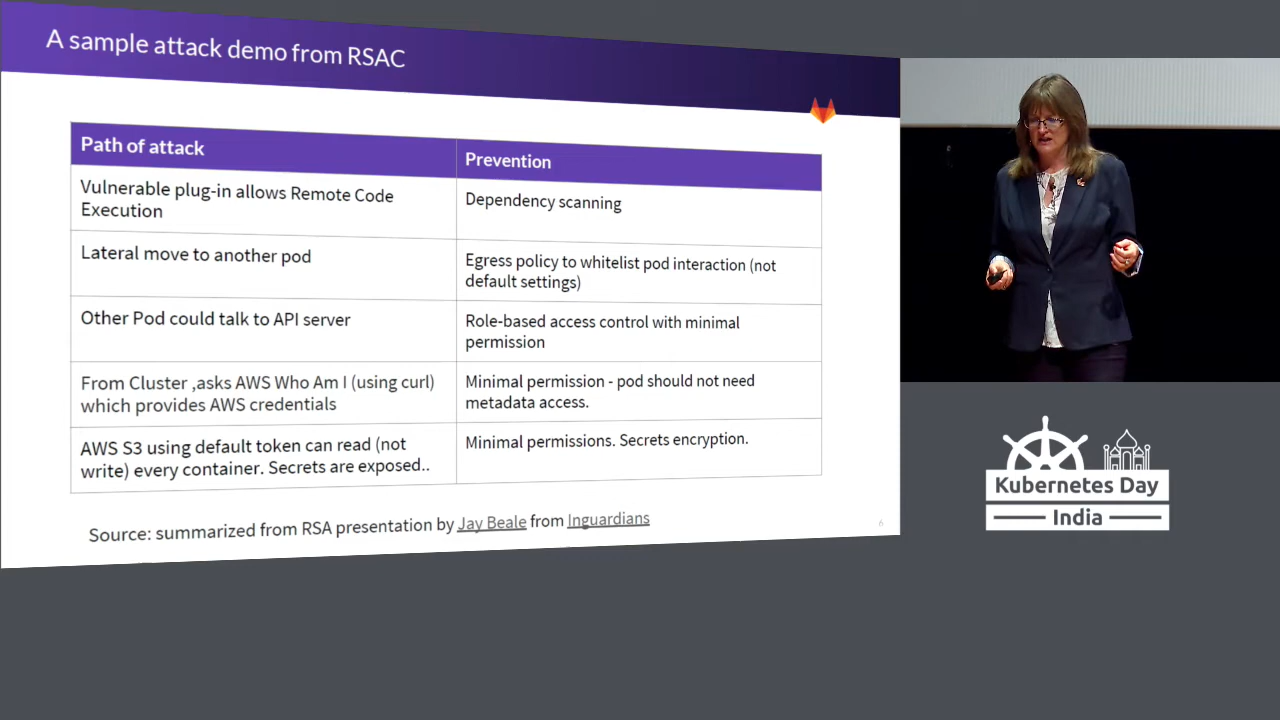 A sample attack demo from RSAC
Path of attack
Prevention
Vulnerable plug-in allows Remote Code
Execution
Dependency scanning
Lateral move to another pod
Egress policy to whitelist pod interaction (not
default settings)
Other Pod could talk to API server
Role-based access control with minimal
permission
From Cluster ,asks AWS Who Am I (using curl)
which provides AWS credentials
Minimal permission - pod should not need
metadata access.
AWS S3 using default token can read (not
write) every container. Secrets are exposed..
Minimal permissions. Secrets encryption.
Source: summarized from RSA presentation by Jay Beale from Inguardians
6
Kubernetes Day
India